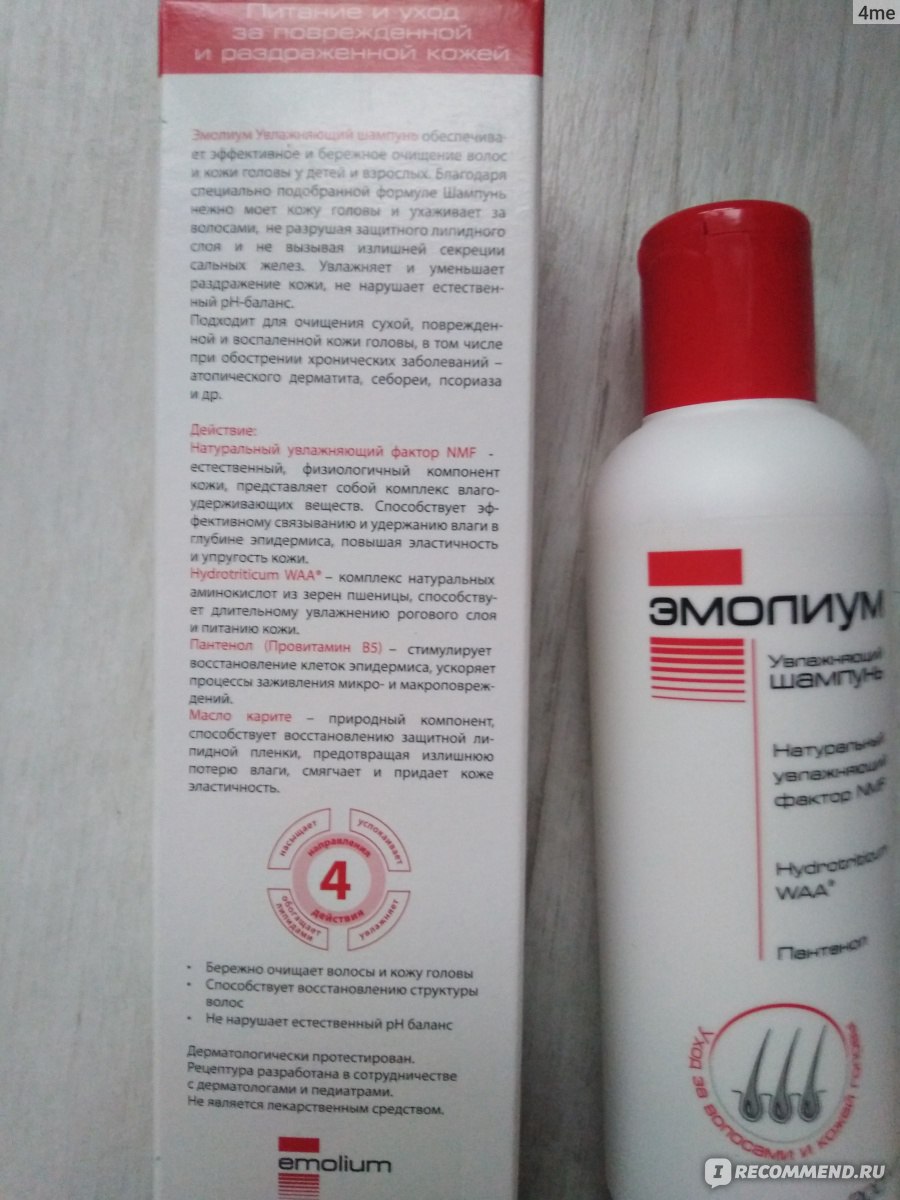 4me
Питание и уход
за поврежденной
и раздраженной кожей
Эмолиум Увлажняющий шампунь обеспечива-
ет эффективное и бережное очищение волос
и кожи головы у детей и взрослых. Благодаря
специально подобранной формуле Шампунь
нежно моет кожу головы и ухаживает за
волосами, не разрушая защитного липидного
слоя и не вызывая излишней секреции
сальных желез. Увлажняет и уменьшает
раздражение кожи, не нарушает естествен-
ный pH-баланс.
Подходит для очищения сухой, поврежден-
ной и воспаленной кожи головы, в том числе
при обострении хронических заболеваний –
атопического дерматита, себореи, псориаза
и др.
Действие:
Натуральный увлажняющий фактор NMF -
естественный, физиологичный компонент
кожи, представляет собой комплекс влаго-
удерживающих веществ. Способствует эф-
фективному связыванию и удержанию влаги в
глубине эпидермиса, повышая эластичность
и упругость кожи.
Hydrotriticum WAA® – комплекс натуральных
аминокислот из зерен пшеницы, способству-
ет длительному увлажнению рогового слоя
и питанию кожи.
Пантенол (Провитамин B5) – стимулирует
восстановление клеток эпидермиса, ускоряет
процессы заживления микро- и макроповреж-
дений.
Масло карите – природный компонент,
способствует восстановлению защитной ли-
пидной пленки, предотвращая излишнюю
потерю влаги, смягчает и придает коже
эластичность.
насыщает
успокаивает
направления
4
действия
обогащает
липидами
увлажняет
• Бережно очищает волосы и кожу головы
• Способствует восстановлению структуры
волос
• Не нарушает естественный pH баланс
Дерматологически протестирован.
Рецептура разработана в сотрудничестве
с дерматологами и педиатрами.
Не является лекарственным средством.
emolium
ЭМОЛИУМ
Увлажняющий
шампунь
Натуральный
увлажняющий
фактор NMF
Hydrotriticum
WAA®
Пантенол
Уход за волосами и кожей головы
IRECOMMEND.RU